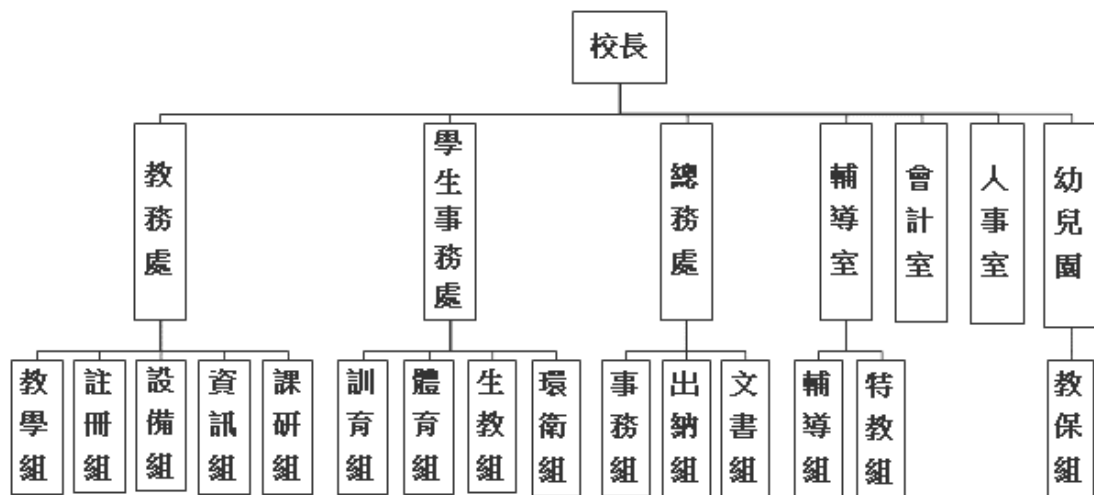 校長
教務處
學生事務處
總務處
輔導室
會計室
人事室
幼兒園
教學組
註冊組
設備組
資訊組
課研組
訓育組
體育組
生教組
環衛組
事務組
出納組
文書組
輔導組
特教組
教保組